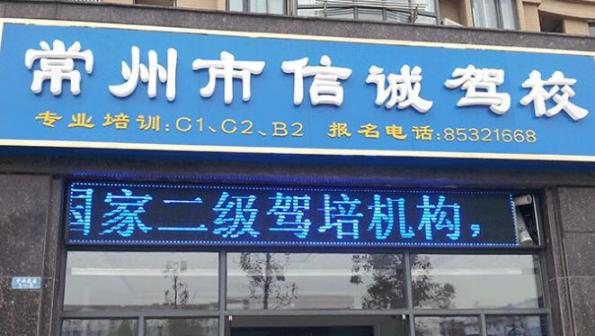 常州市信诚驾校
专业培训:C1、C2、B2 报名电话:85321668
国家二级驾培机构,